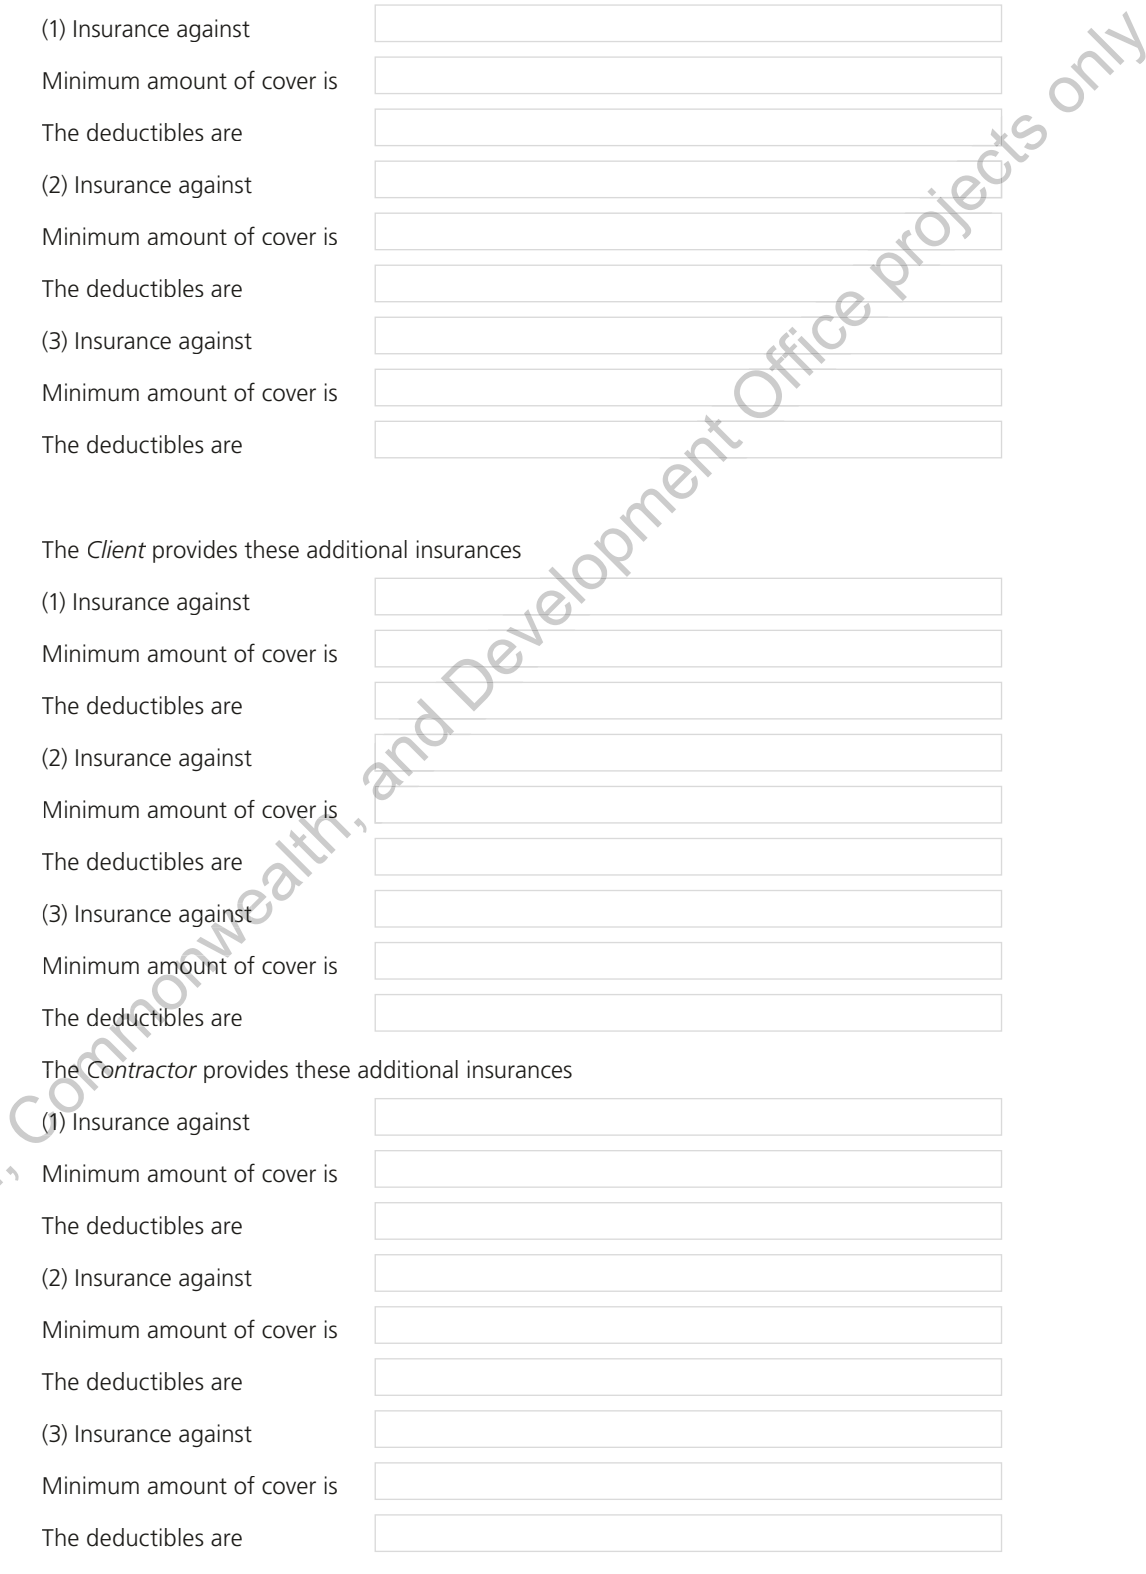 (1) Insurance against
Minimum amount of cover is
The deductibles are
(2) Insurance against
Minimum amount of cover is
The deductibles are
(3) Insurance against
Minimum amount of cover is
The deductibles are
The Client provides these additional insurances
(1) Insurance against
Minimum amount of cover is
The deductibles are
(2) Insurance against
Minimum amount of cover is
The deductibles are
(3) Insurance against
Minimum amount of cover is
The deductibles are
The Contractor provides these additional insurances
(1) Insurance against
Minimum amount of cover is
The deductibles are
(2) Insurance against
Minimum amount of cover is
The deductibles are
(3) Insurance against
Minimum amount of cover is
The deductibles are
, Commonwealth, and Development Office projects only